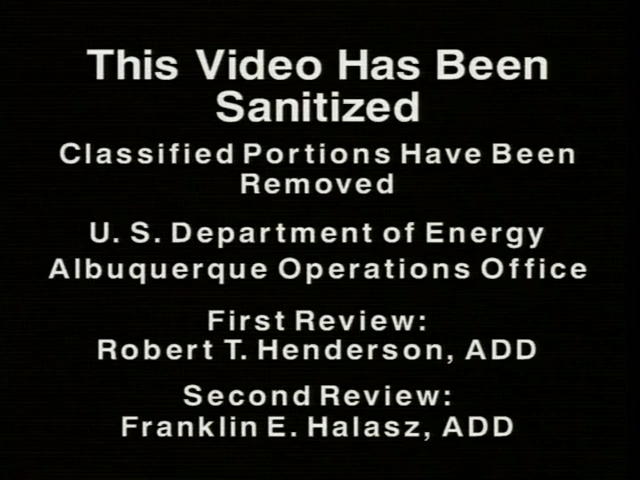 This Video Has Been
Sanitized
Classified Portions Have Been
Removed
U. S. Department of Energy
Albuquerque Operations Office
First Review:
Robert T. Henderson, ADD
Second Review:
Franklin E. Halasz, ADD